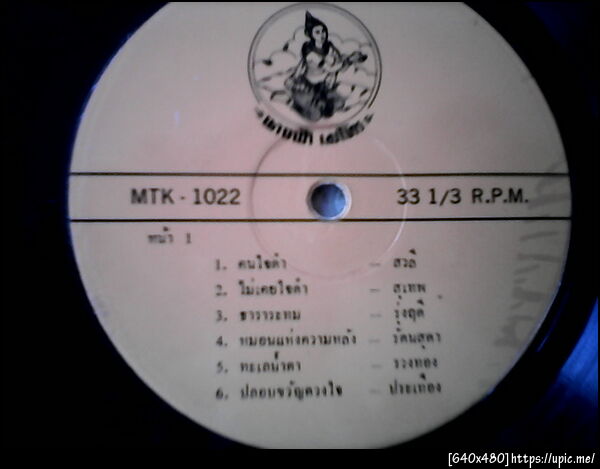 MTK - 1022
33 1/3 R.P.M.
หน้า 1
1. คนใจดำ – สวลี
2. ไม่เคยใจดำ – สุเทพ
3. ธาราระทม – รุ่งฤดี
4. หมอนแห่งความหลัง – รัตนสุดา
5. ทะเลน้ำตา – รวงทอง
6. ปลอบขวัญดวงใจ – ประเทือง
[640x480]https://upic.me/